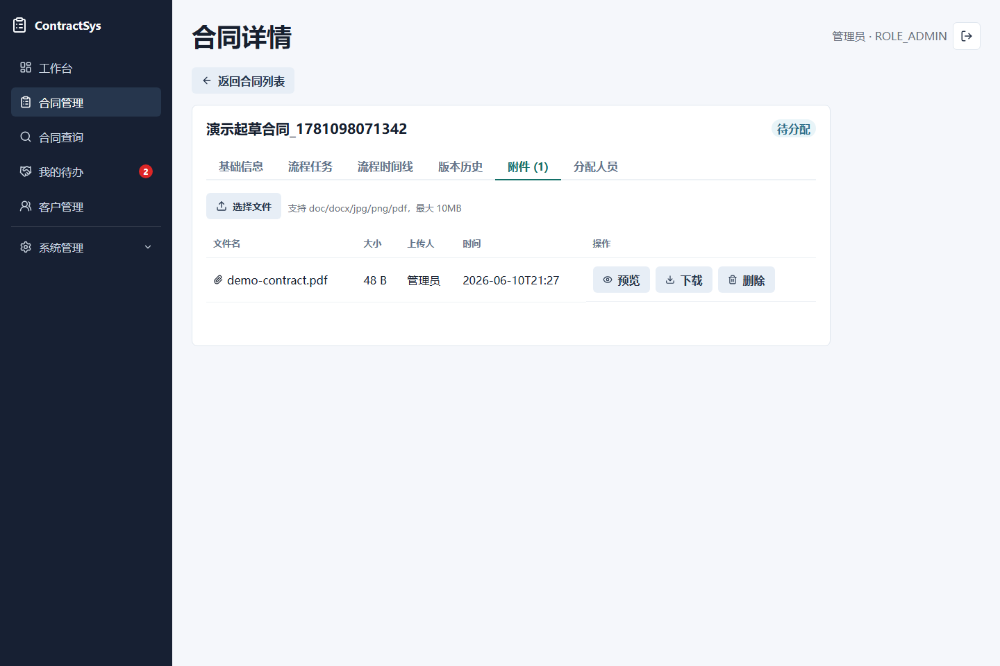 ContractSys
工作台
合同管理
合同查询
我的待办 2
客户管理
系统管理
合同详情
管理员 · ROLE_ADMIN
返回合同列表
演示起草合同_1781098071342
待分配
基础信息 流程任务 流程时间线 版本历史 附件 (1) 分配人员
选择文件 支持 doc/docx/jpg/png/pdf，最大 10MB
文件名 大小 上传人 时间 操作
demo-contract.pdf 48 B 管理员 2026-06-10T21:27 预览 下载 删除